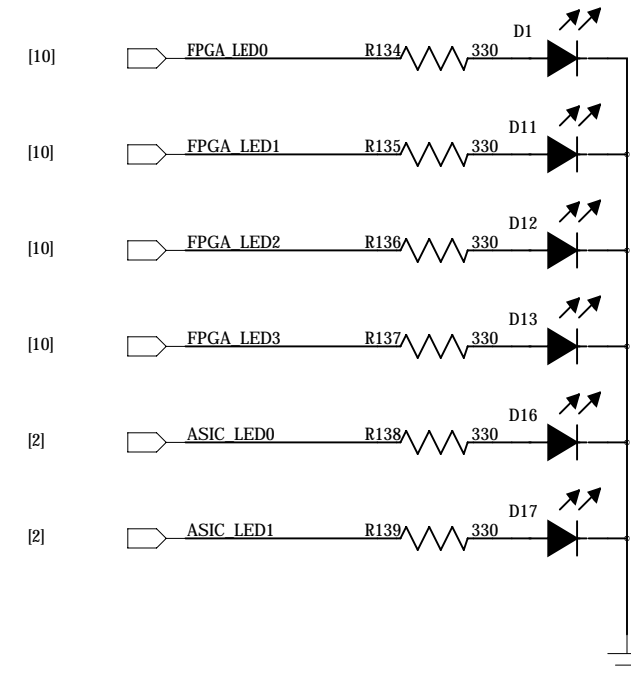 D1
[10] FPGA_LED0 R134 330
D11
[10] FPGA_LED1 R135 330
D12
[10] FPGA_LED2 R136 330
D13
[10] FPGA_LED3 R137 330
D16
[2] ASIC_LED0 R138 330
D17
[2] ASIC_LED1 R139 330